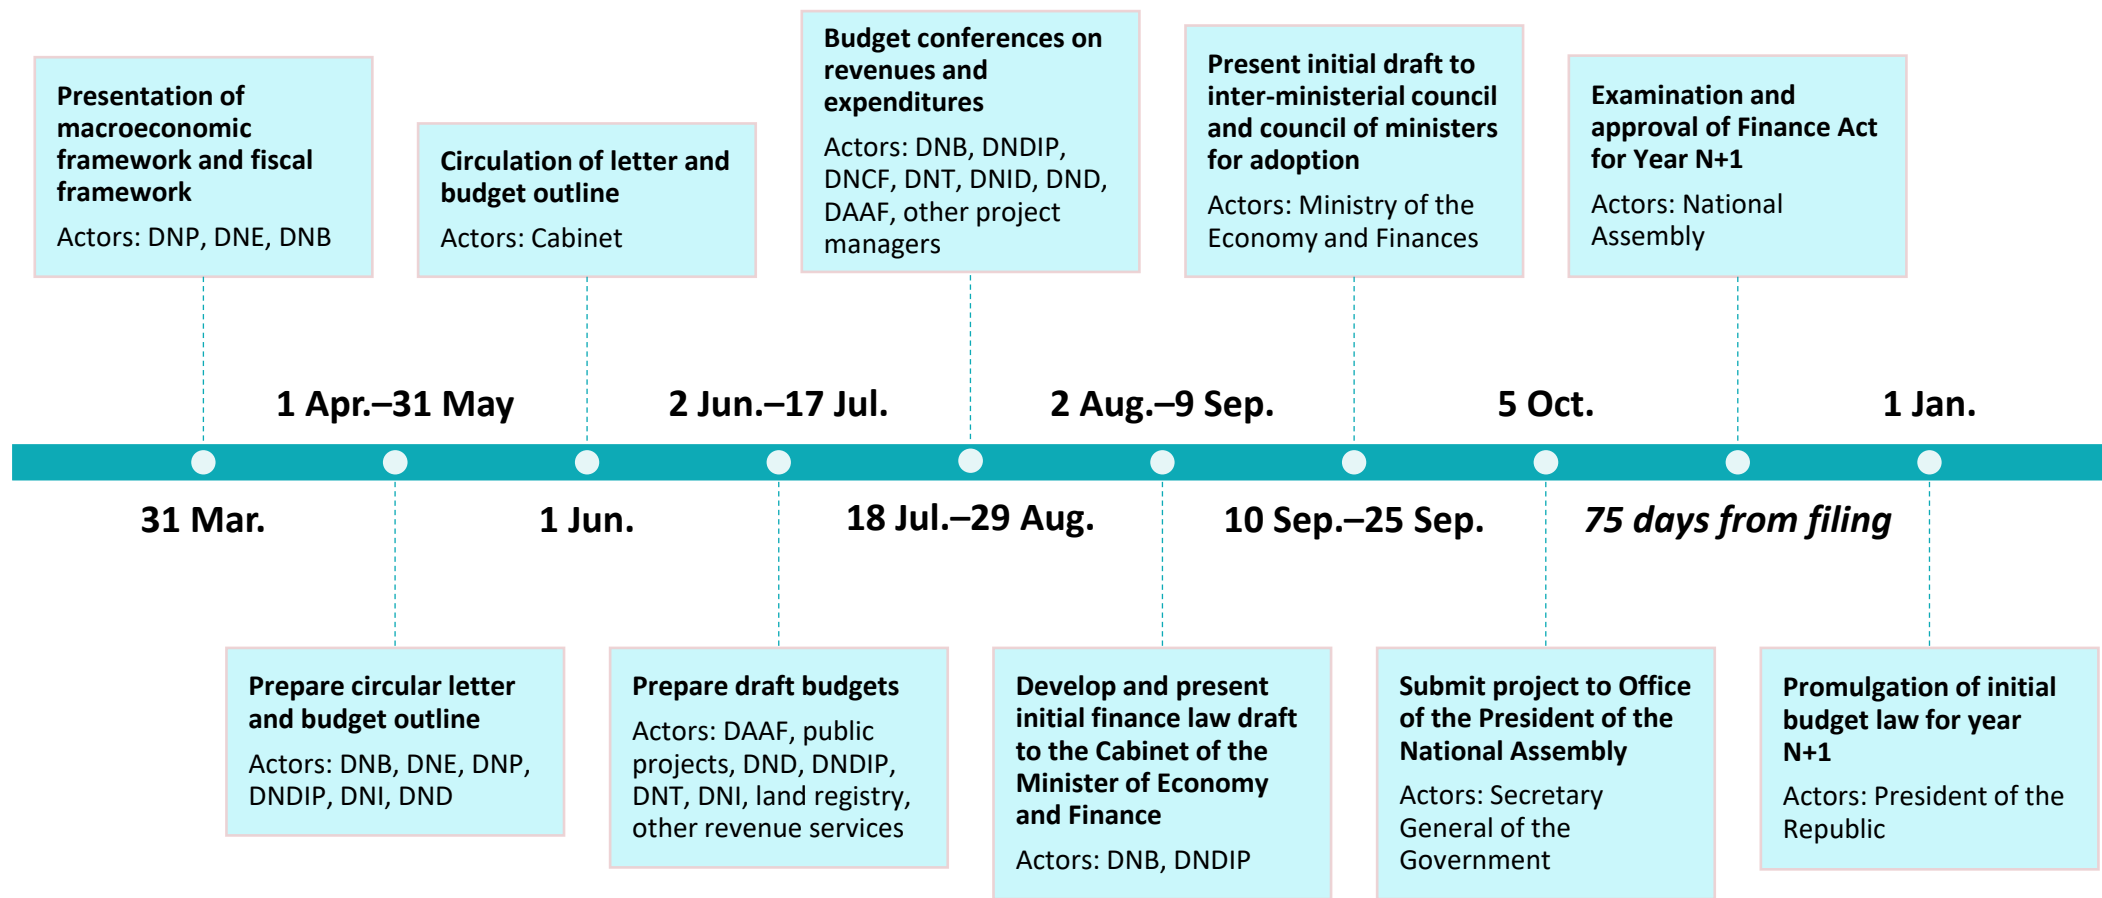 Presentation of
macroeconomic
framework and fiscal
framework
Actors: DNP, DNE, DNB
Circulation of letter and
budget outline
Actors: Cabinet
Budget conferences on
revenues and
expenditures
Actors: DNB, DNDIP,
DNCF, DNT, DNID, DND,
DAAF, other project
managers
Present initial draft to
inter-ministerial council
and council of ministers
for adoption
Actors: Ministry of the
Economy and Finances
Examination and
approval of Finance Act
for Year N+1
Actors: National
Assembly
1 Apr.–31 May
2 Jun.–17 Jul.
2 Aug.–9 Sep.
5 Oct.
1 Jan.
31 Mar.
1 Jun.
18 Jul.–29 Aug.
10 Sep.–25 Sep.
75 days from filing
Prepare circular letter
and budget outline
Actors: DNB, DNE, DNP,
DNDIP, DNI, DND
Prepare draft budgets
Actors: DAAF, public
projects, DND, DNDIP,
DNT, DNI, land registry,
other revenue services
Develop and present
initial finance law draft
to the Cabinet of the
Minister of Economy
and Finance
Actors: DNB, DNDIP
Submit project to Office
of the President of the
National Assembly
Actors: Secretary
General of the
Government
Promulgation of initial
budget law for year
N+1
Actors: President of the
Republic